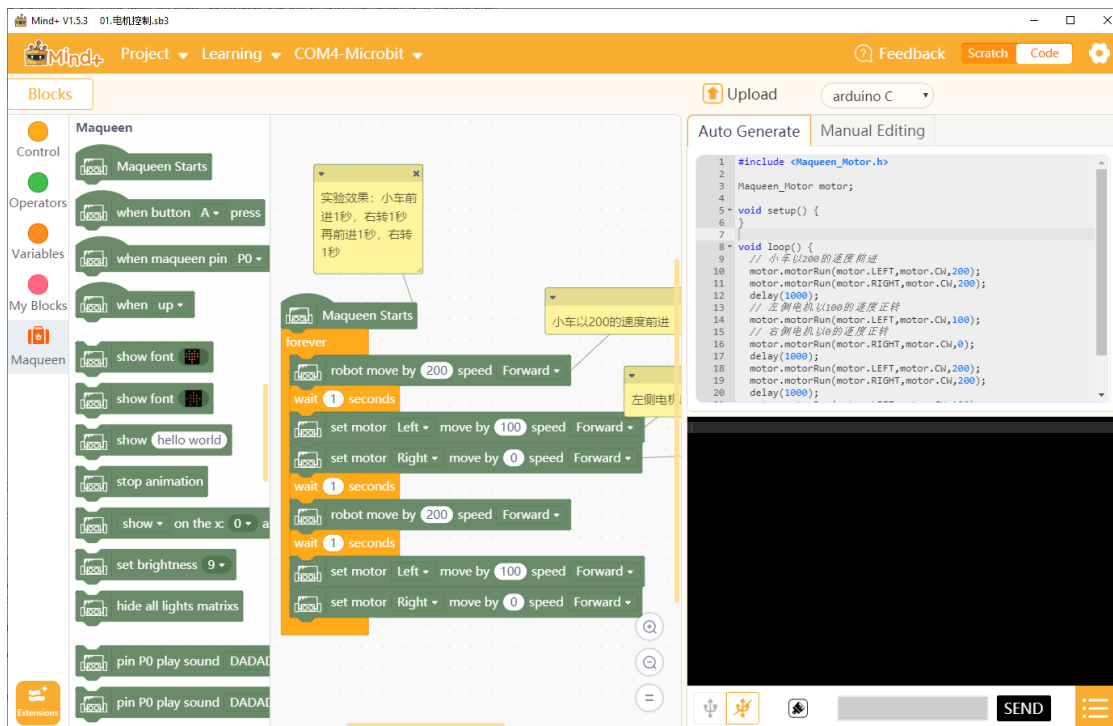 Mind+ V1.5.3 01.电机控制.sb3
Mind+ Project Learning COM4-Microbit Feedback Scratch Code
Blocks
Upload arduino C
Control
Operators
Variables
My Blocks
Maqueen
Extensions
Maqueen
Maqueen Starts
when button A press
when maqueen pin P0
when up
show font
show font
show hello world
stop animation
show on the x: 0 a
set brightness 9
hide all lights matrixs
pin P0 play sound DADAD
pin P0 play sound DADAD
实验效果：小车前
进1秒，右转1秒
再前进1秒，右转
1秒
Maqueen Starts
forever
robot move by 200 speed Forward
wait 1 seconds
set motor Left move by 100 speed Forward
set motor Right move by 0 speed Forward
wait 1 seconds
robot move by 200 speed Forward
wait 1 seconds
set motor Left move by 100 speed Forward
set motor Right move by 0 speed Forward
小车以200的速度前进
左侧电机
Auto Generate Manual Editing
1 #include <Maqueen_Motor.h>
2
3 Maqueen_Motor motor;
4
5 void setup() {
6 }
7
8 void loop() {
9 // 小车以200的速度前进
10 motor.motorRun(motor.LEFT,motor.CW,200);
11 motor.motorRun(motor.RIGHT,motor.CW,200);
12 delay(1000);
13 // 左侧电机以100的速度正转
14 motor.motorRun(motor.LEFT,motor.CW,100);
15 // 右侧电机以0的速度正转
16 motor.motorRun(motor.RIGHT,motor.CW,0);
17 delay(1000);
18 motor.motorRun(motor.LEFT,motor.CW,200);
19 motor.motorRun(motor.RIGHT,motor.CW,200);
20 delay(1000);
SEND